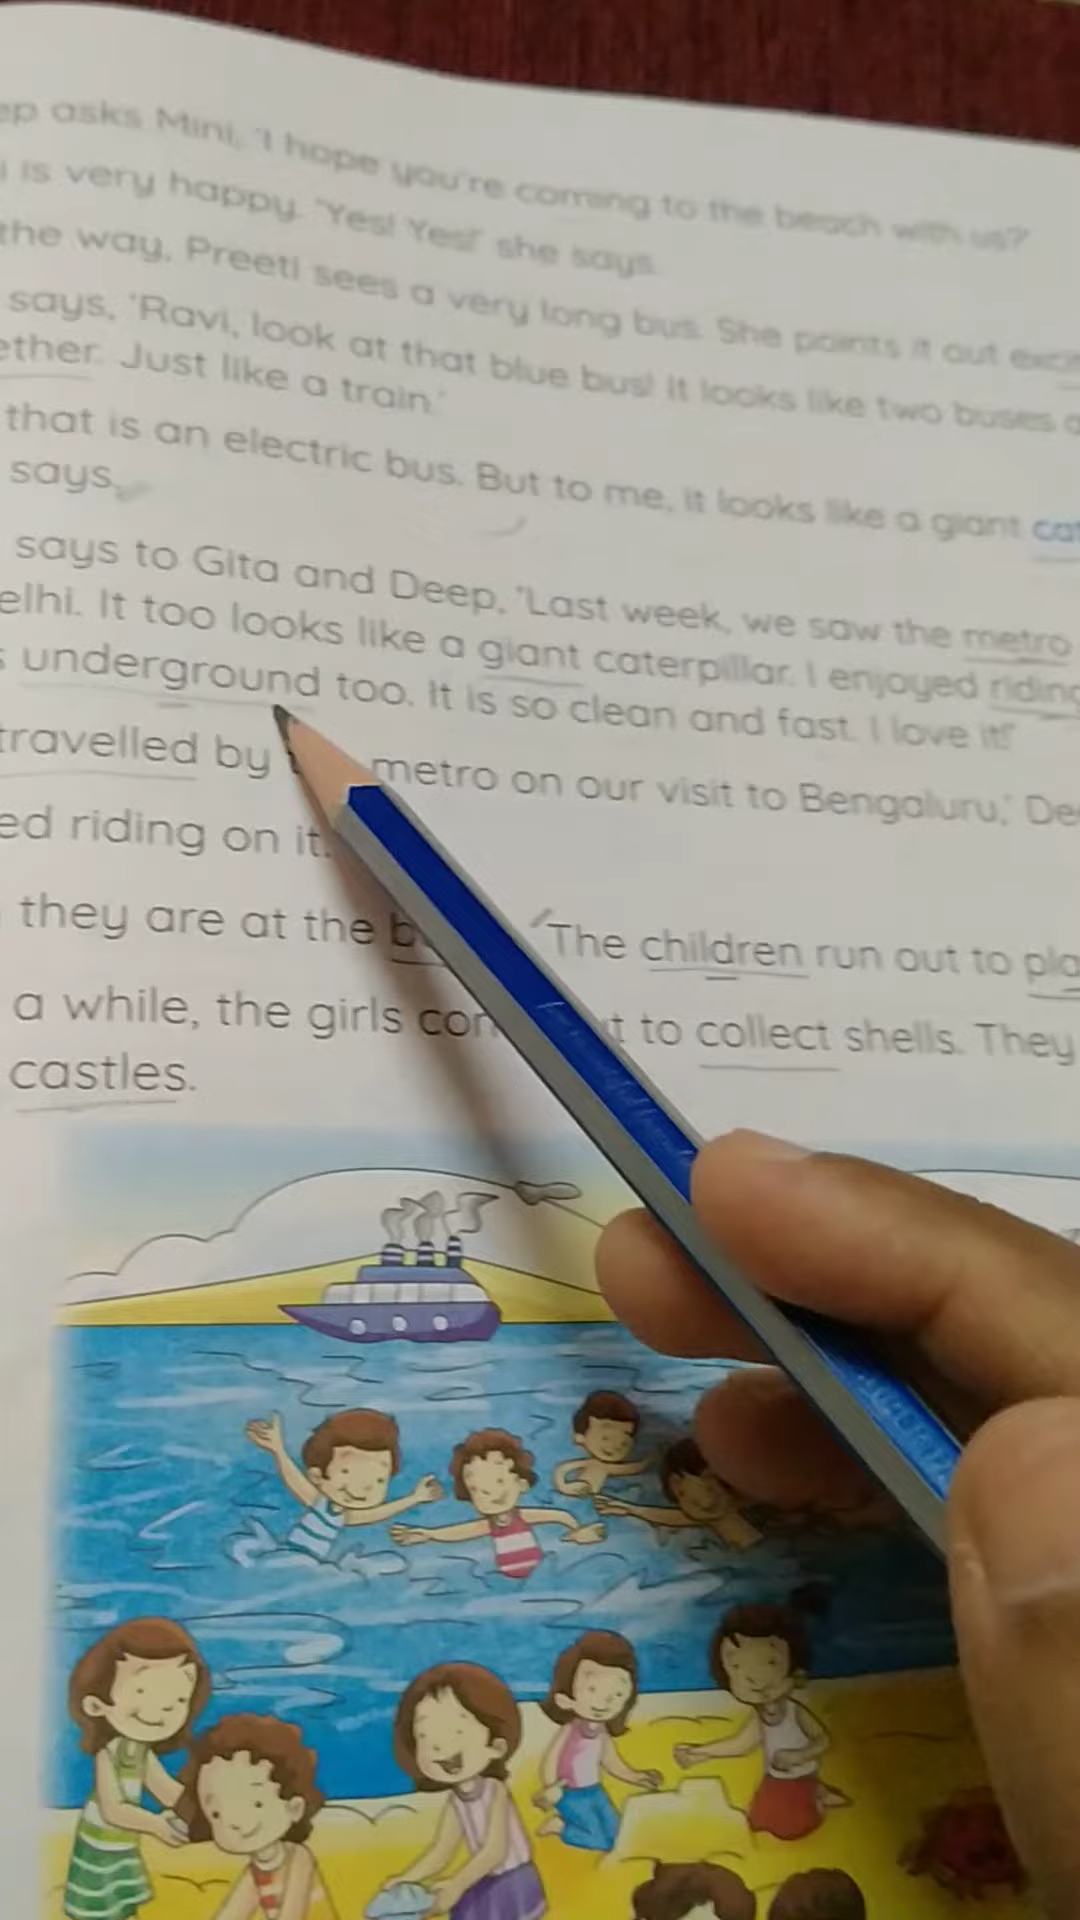 ep asks Mini, 'I hope you're coming to the beach with us?'
i is very happy. 'Yes! Yes!' she says.
the way, Preeti sees a very long bus. She points it out exci
says, 'Ravi, look at that blue bus! It looks like two buses
ether. Just like a train.'
that is an electric bus. But to me, it looks like a giant cat
says.
says to Gita and Deep, 'Last week, we saw the metro
elhi. It too looks like a giant caterpillar. I enjoyed riding
s underground too. It is so clean and fast. I love it!'
travelled by metro on our visit to Bengaluru,' De
ed riding on it.
they are at the b The children run out to pla
a while, the girls con t to collect shells. They
castles.